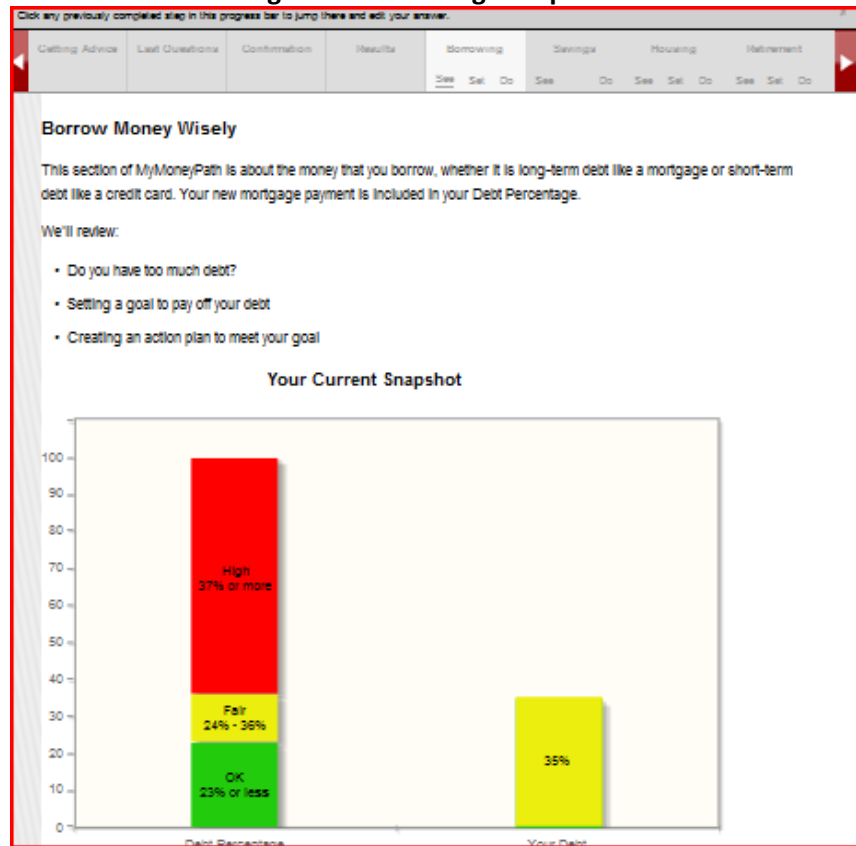 Click any previously completed step in this progress bar to jump there and edit your answer.
Getting Advice Last Questions Confirmation Results Borrowing Savings Housing Retirement
See Set Do See Do See Set Do See Set Do
Borrow Money Wisely
This section of MyMoneyPath is about the money that you borrow, whether it is long-term debt like a mortgage or short-term
debt like a credit card. Your new mortgage payment is included in your Debt Percentage.
We'll review:
• Do you have too much debt?
• Setting a goal to pay off your debt
• Creating an action plan to meet your goal
Your Current Snapshot
100
90
80
70
High
37% or more
60
50
40
30
Fair
24% - 36%
20
35%
OK
23% or less
10
0
Debt Percentage Your Debt